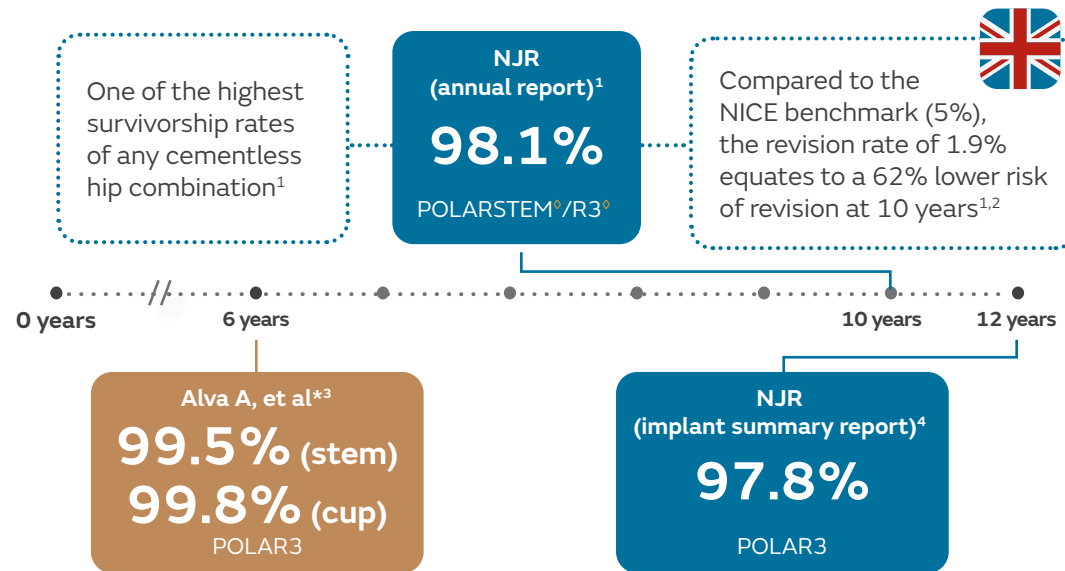 One of the highest
survivorship rates
of any cementless
hip combination¹
NJR
(annual report)¹
98.1%
POLARSTEM◊/R3◊
Compared to the
NICE benchmark (5%),
the revision rate of 1.9%
equates to a 62% lower risk
of revision at 10 years¹,²
0 years
6 years
10 years
12 years
Alva A, et al*³
99.5% (stem)
99.8% (cup)
POLAR3
NJR
(implant summary report)⁴
97.8%
POLAR3